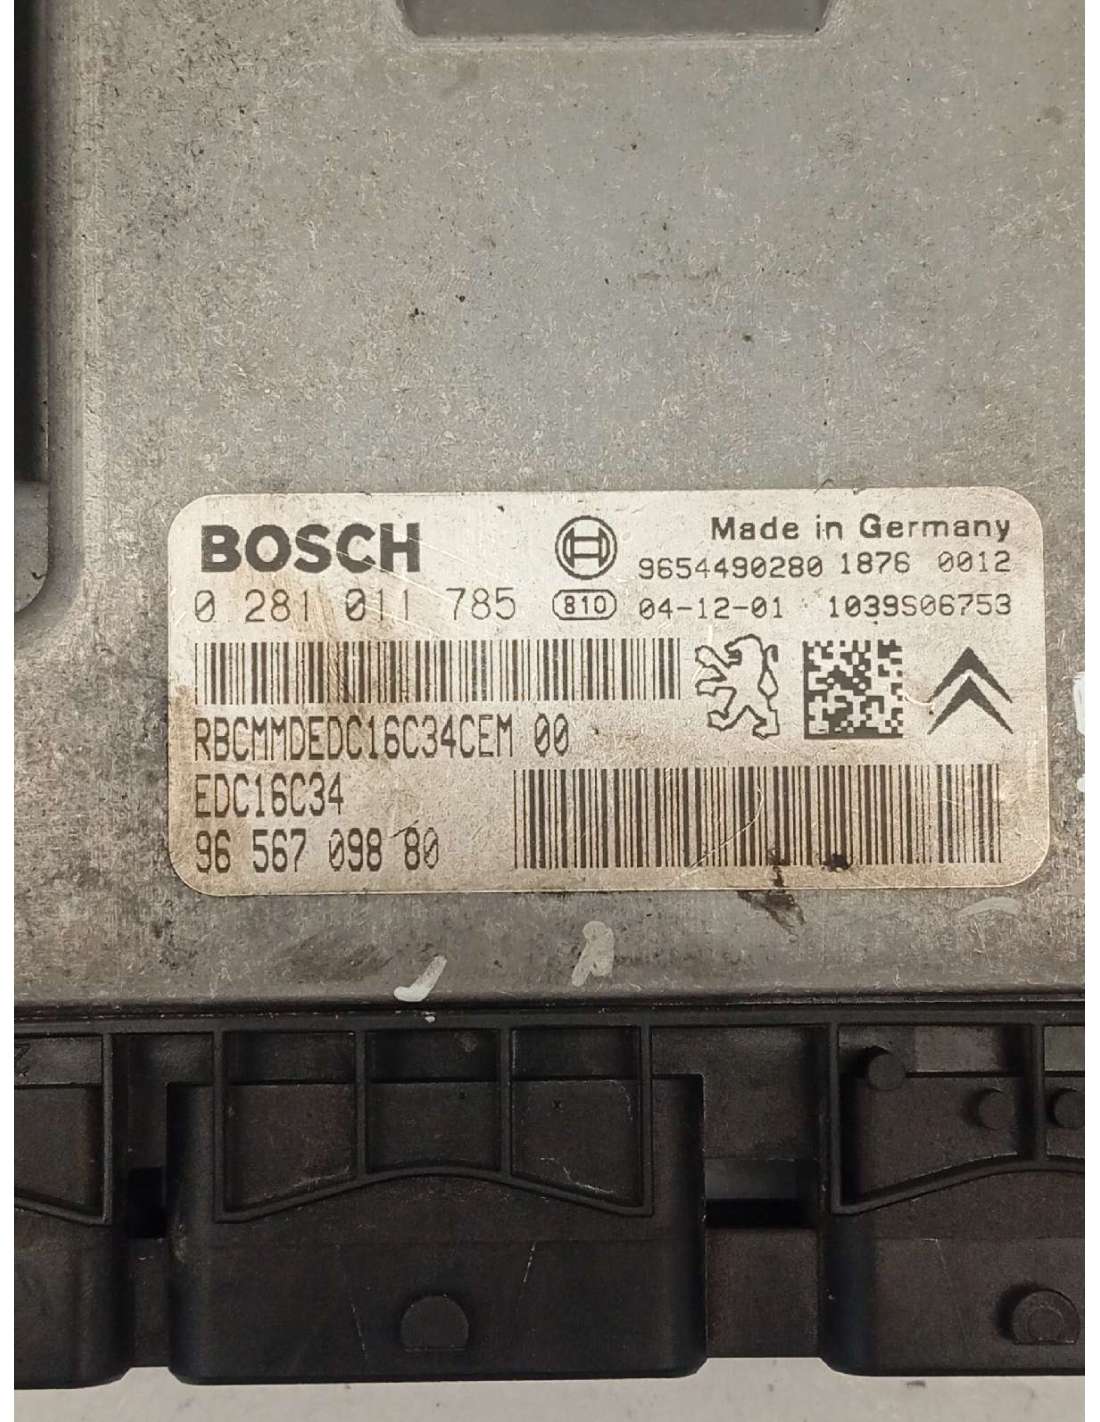 BOSCH
Made in Germany
9654490280 1876 0012
0 281 011 785
810
04-12-01 1039S06753
RBCMMDEDC16C34CEM 00
EDC16C34
96 567 098 80